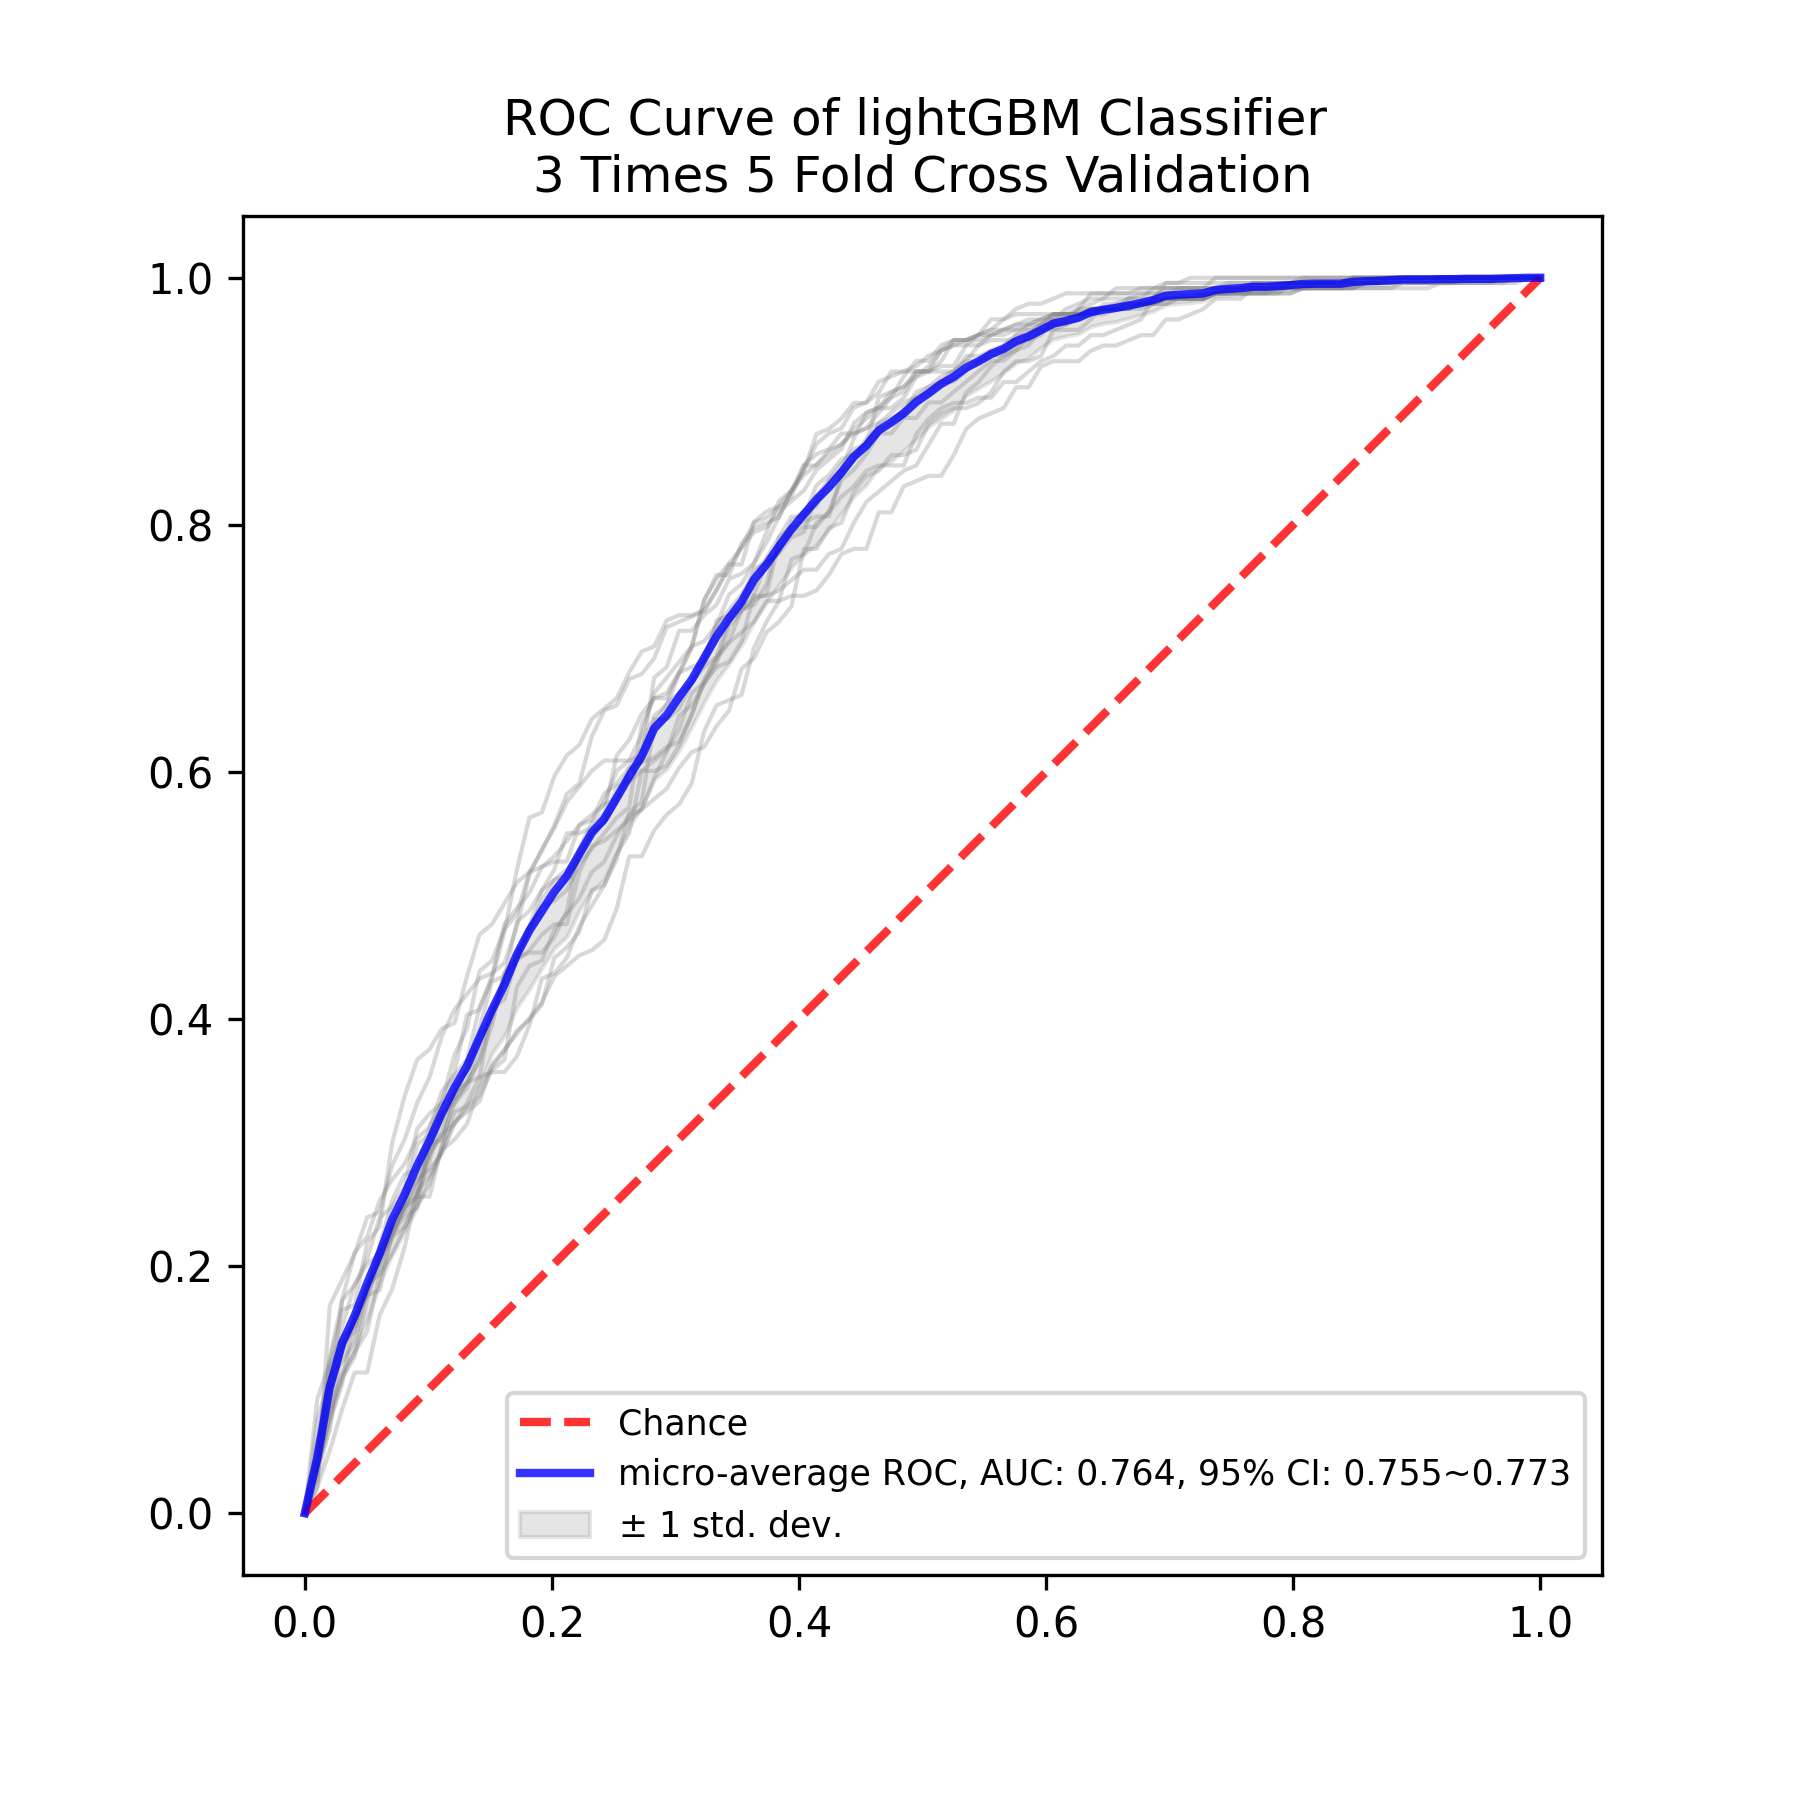 ROC Curve of lightGBM Classifier
3 Times 5 Fold Cross Validation
1.0
0.8
0.6
0.4
0.2
0.0
Chance
micro-average ROC, AUC: 0.764, 95% CI: 0.755~0.773
± 1 std. dev.
0.0 0.2 0.4 0.6 0.8 1.0